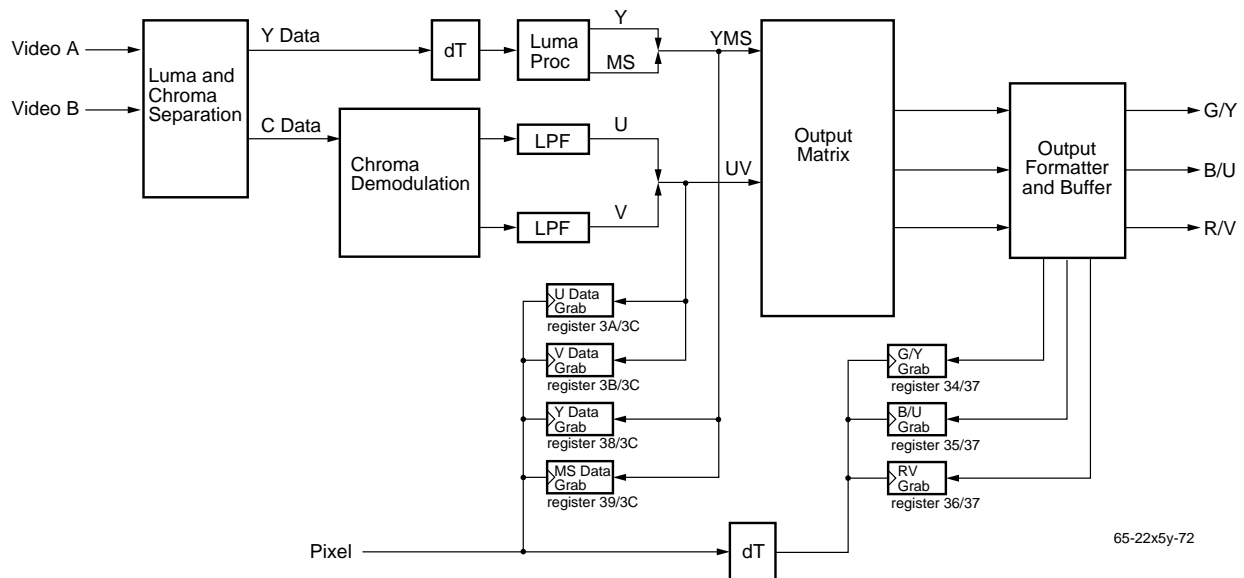 Video A
Video B
Luma and
Chroma
Separation
Y Data
C Data
dT
Luma
Proc
Y
MS
YMS
Chroma
Demodulation
LPF
U
LPF
V
UV
Output
Matrix
Output
Formatter
and Buffer
G/Y
B/U
R/V
U Data
Grab
register 3A/3C
V Data
Grab
register 3B/3C
Y Data
Grab
register 38/3C
MS Data
Grab
register 39/3C
G/Y
Grab
register 34/37
B/U
Grab
register 35/37
RV
Grab
register 36/37
Pixel
dT
65-22x5y-72